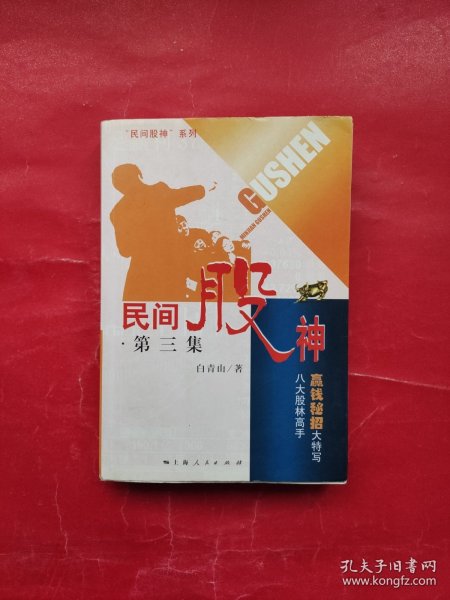 "民间股神"系列
GUSHEN
MINJIAN GUSHEN
民间股神
·第三集
白青山/著
八大股林高手
赢钱秘招大特写
上海人民出版社
孔夫子旧书网
www.kongfz.com